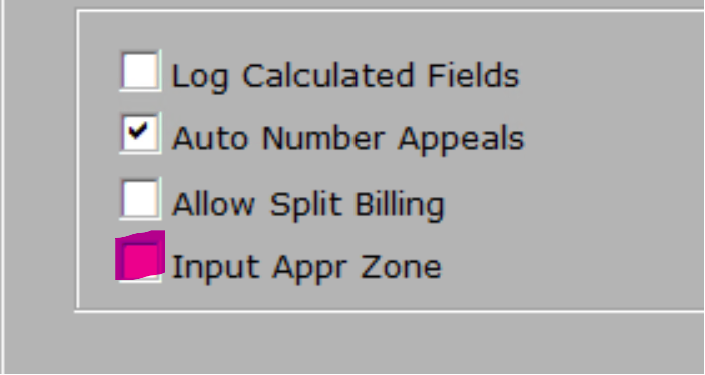 Log Calculated Fields
Auto Number Appeals
Allow Split Billing
Input Appr Zone